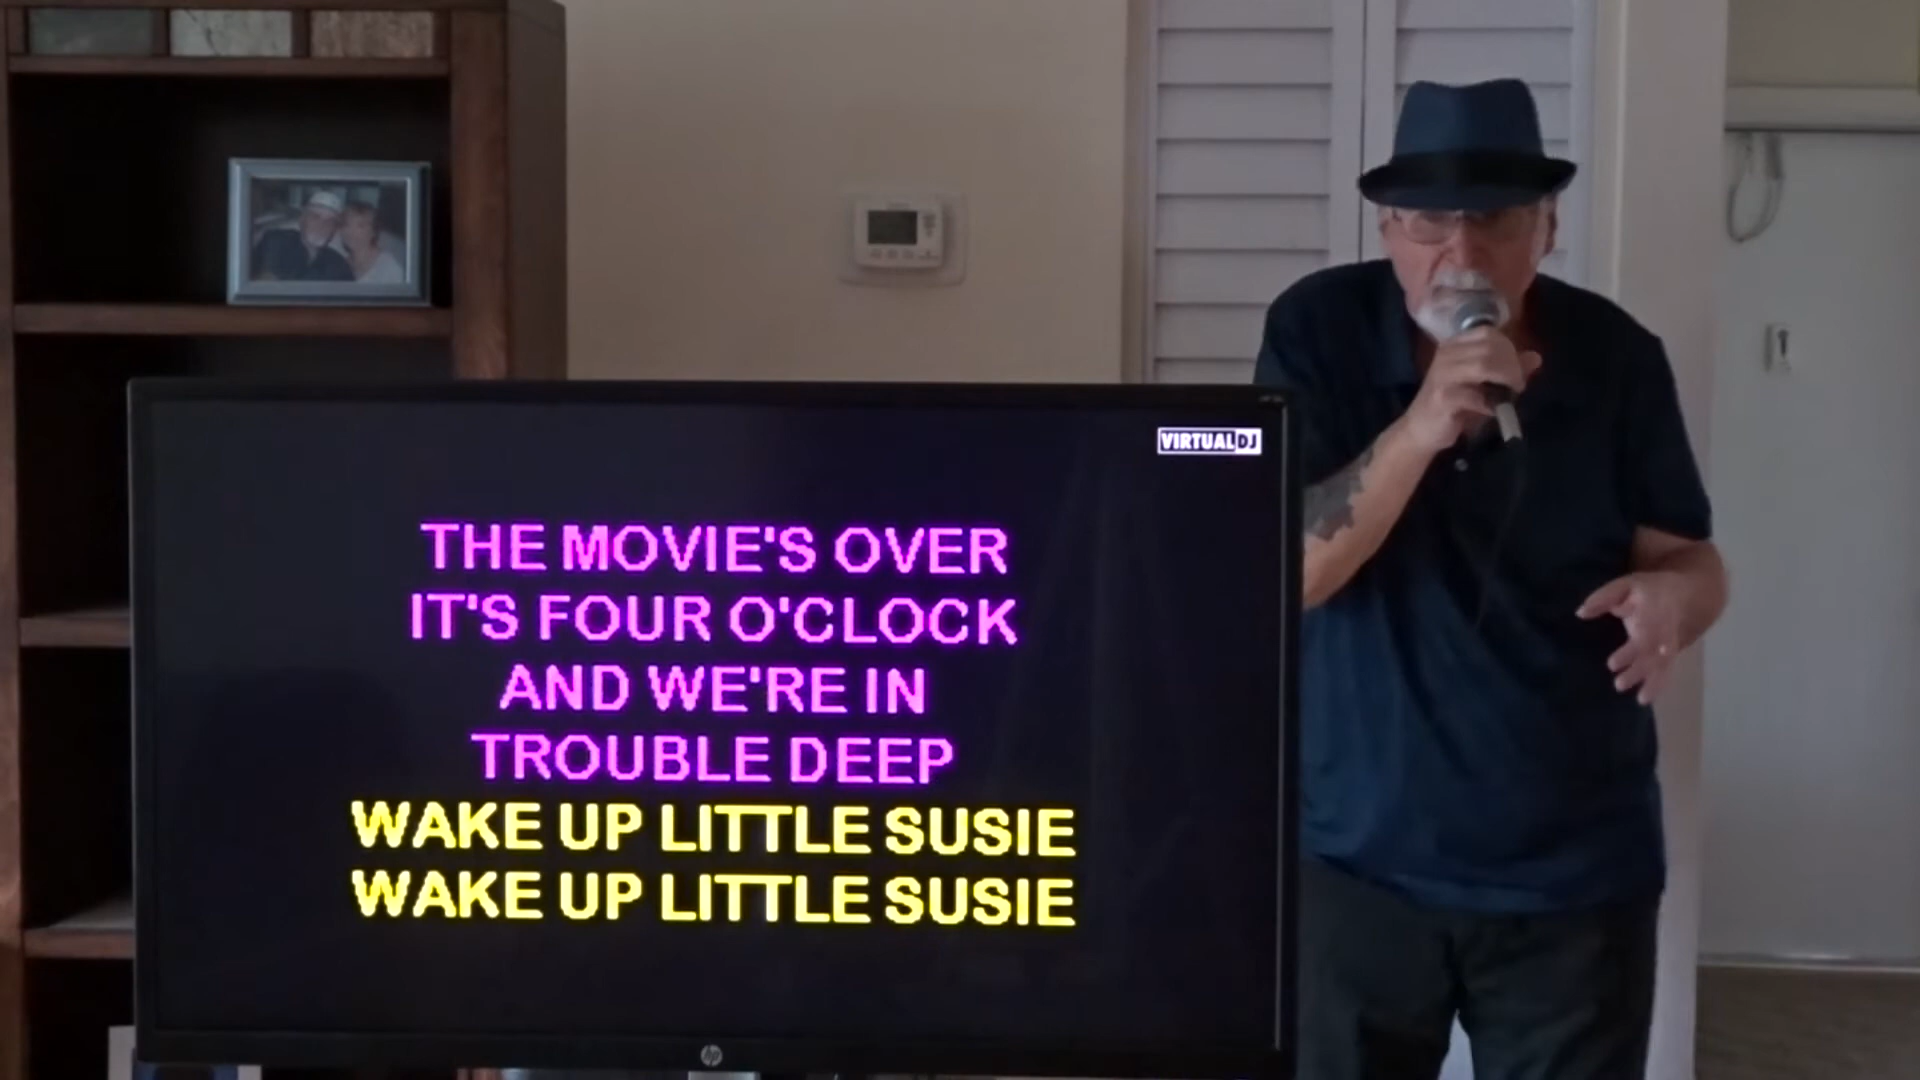 VIRTUALDJ
THE MOVIE'S OVER
IT'S FOUR O'CLOCK
AND WE'RE IN
TROUBLE DEEP
WAKE UP LITTLE SUSIE
WAKE UP LITTLE SUSIE
hp